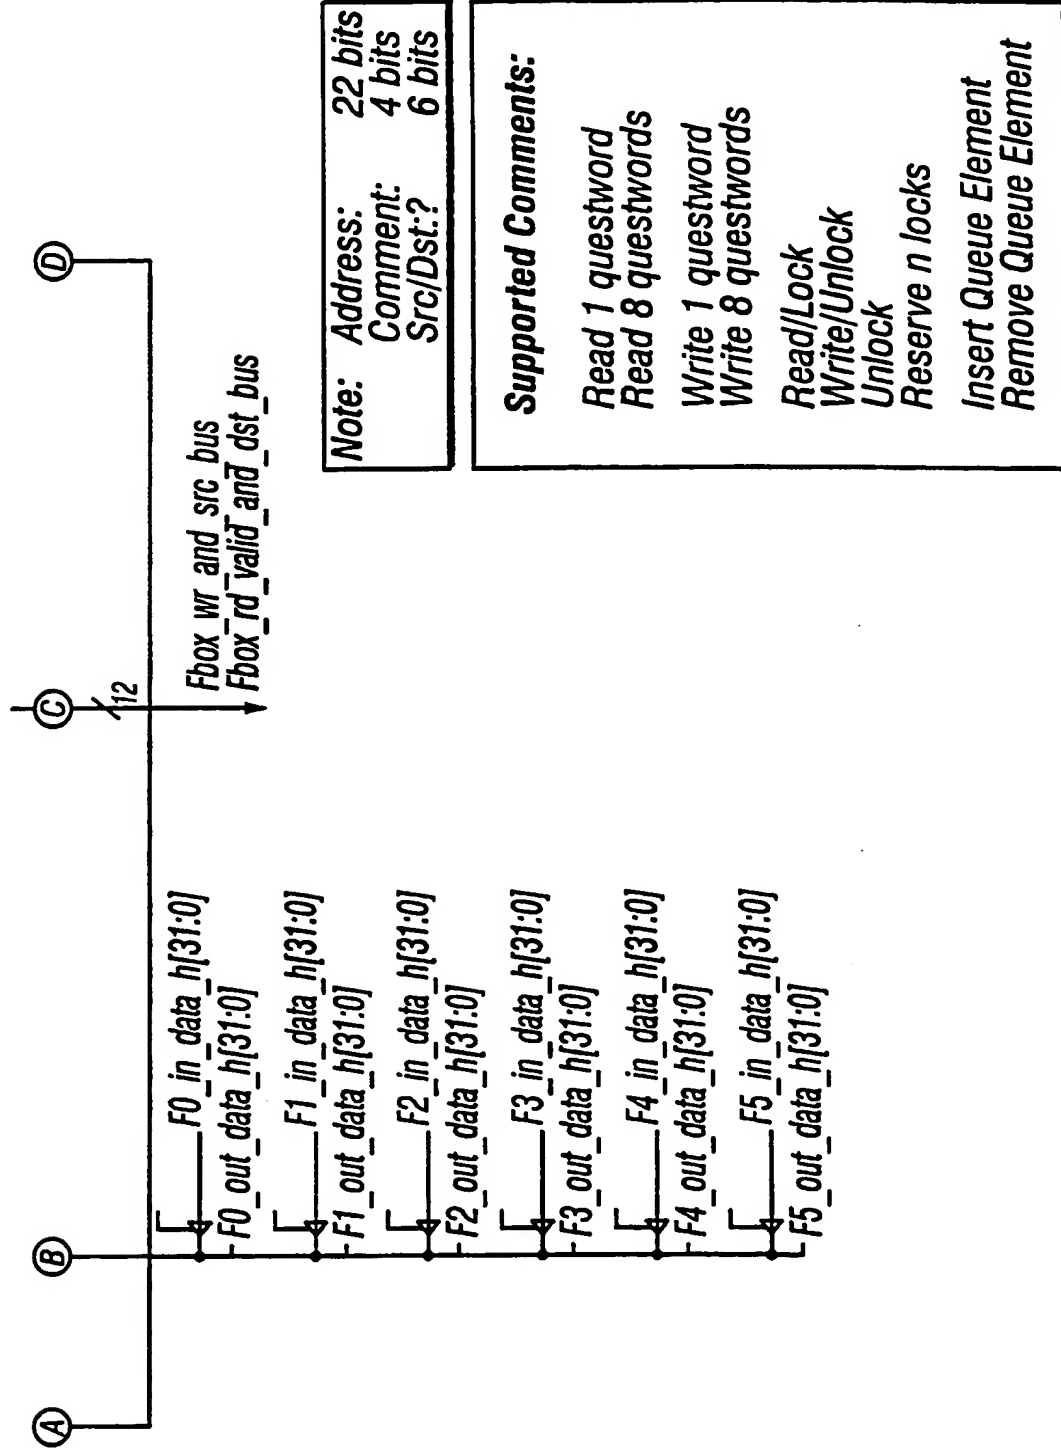 A
B
C
D
12
Fbox_wr_and_src_bus
Fbox_rd_valid_and_dst_bus
F0_in_data_h[31:0]
F0_out_data_h[31:0]
F1_in_data_h[31:0]
F1_out_data_h[31:0]
F2_in_data_h[31:0]
F2_out_data_h[31:0]
F3_in_data_h[31:0]
F3_out_data_h[31:0]
F4_in_data_h[31:0]
F4_out_data_h[31:0]
F5_in_data_h[31:0]
F5_out_data_h[31:0]
Note: Address: 22 bits
Comment: 4 bits
Src/Dst:? 6 bits
Supported Comments:
Read 1 questword
Read 8 questwords
Write 1 questword
Write 8 questwords
Read/Lock
Write/Unlock
Unlock
Reserve n locks
Insert Queue Element
Remove Queue Element